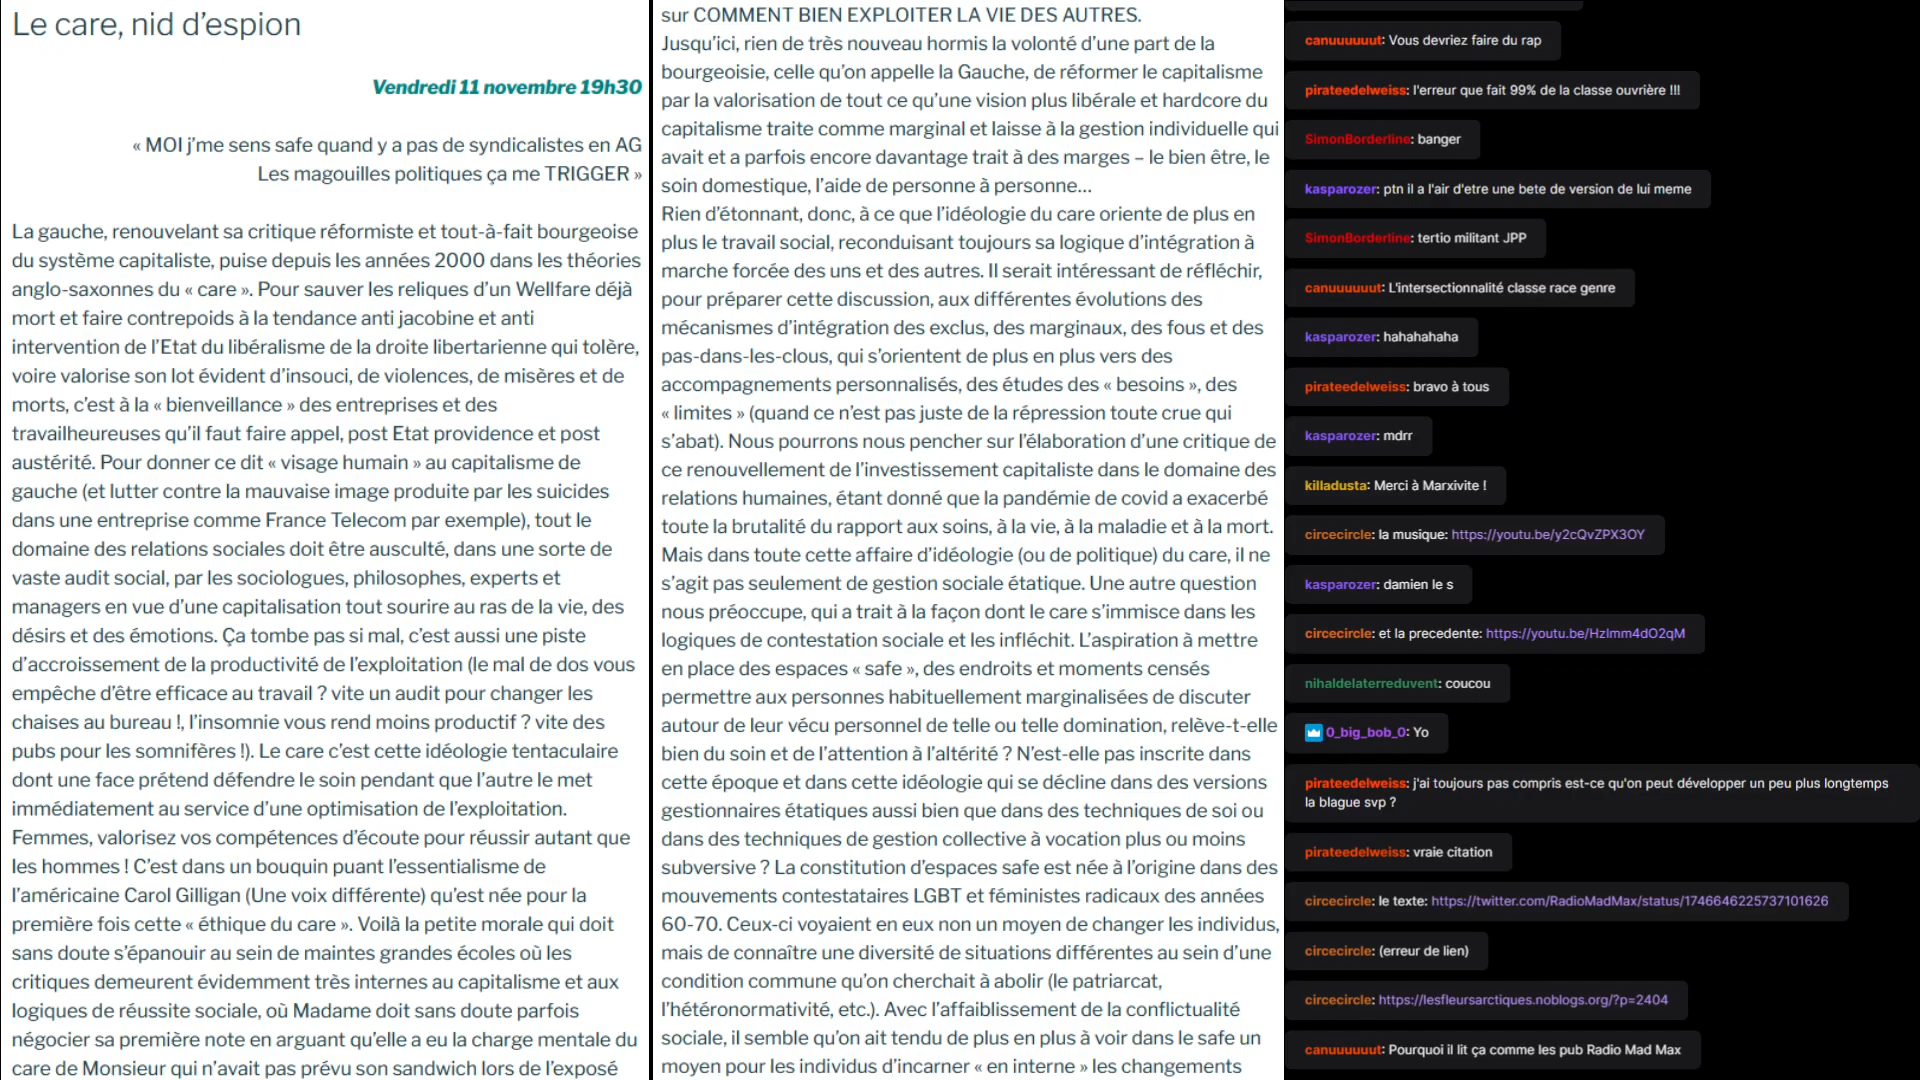 Le care, nid d’espion
Vendredi 11 novembre 19h30
« MOI j’me sens safe quand y a pas de syndicalistes en AG
Les magouilles politiques ça me TRIGGER »
La gauche, renouvelant sa critique réformiste et tout-à-fait bourgeoise
du système capitaliste, puise depuis les années 2000 dans les théories
anglo-saxonnes du « care ». Pour sauver les reliques d’un Wellfare déjà
mort et faire contrepoids à la tendance anti jacobine et anti
intervention de l’Etat du libéralisme de la droite libertarienne qui tolère,
voire valorise son lot évident d’insouci, de violences, de misères et de
morts, c’est à la « bienveillance » des entreprises et des
travailheureuses qu’il faut faire appel, post Etat providence et post
austérité. Pour donner ce dit « visage humain » au capitalisme de
gauche (et lutter contre la mauvaise image produite par les suicides
dans une entreprise comme France Telecom par exemple), tout le
domaine des relations sociales doit être ausculté, dans une sorte de
vaste audit social, par les sociologues, philosophes, experts et
managers en vue d’une capitalisation tout sourire au ras de la vie, des
désirs et des émotions. Ça tombe pas si mal, c’est aussi une piste
d’accroissement de la productivité de l’exploitation (le mal de dos vous
empêche d’être efficace au travail ? vite un audit pour changer les
chaises au bureau !, l’insomnie vous rend moins productif ? vite des
pubs pour les somnifères !). Le care c’est cette idéologie tentaculaire
dont une face prétend défendre le soin pendant que l’autre le met
immédiatement au service d’une optimisation de l’exploitation.
Femmes, valorisez vos compétences d’écoute pour réussir autant que
les hommes ! C’est dans un bouquin puant l’essentialisme de
l’américaine Carol Gilligan (Une voix différente) qu’est née pour la
première fois cette « éthique du care ». Voilà la petite morale qui doit
sans doute s’épanouir au sein de maintes grandes écoles où les
critiques demeurent évidemment très internes au capitalisme et aux
logiques de réussite sociale, où Madame doit sans doute parfois
négocier sa première note en arguant qu’elle a eu la charge mentale du
care de Monsieur qui n’avait pas prévu son sandwich lors de l’exposé
sur COMMENT BIEN EXPLOITER LA VIE DES AUTRES.
Jusqu’ici, rien de très nouveau hormis la volonté d’une part de la
bourgeoisie, celle qu’on appelle la Gauche, de réformer le capitalisme
par la valorisation de tout ce qu’une vision plus libérale et hardcore du
capitalisme traite comme marginal et laisse à la gestion individuelle qui
avait et a parfois encore davantage trait à des marges – le bien être, le
soin domestique, l’aide de personne à personne…
Rien d’étonnant, donc, à ce que l’idéologie du care oriente de plus en
plus le travail social, reconduisant toujours sa logique d’intégration à
marche forcée des uns et des autres. Il serait intéressant de réfléchir,
pour préparer cette discussion, aux différentes évolutions des
mécanismes d’intégration des exclus, des marginaux, des fous et des
pas-dans-les-clous, qui s’orientent de plus en plus vers des
accompagnements personnalisés, des études des « besoins », des
« limites » (quand ce n’est pas juste de la répression toute crue qui
s’abat). Nous pourrons nous pencher sur l’élaboration d’une critique de
ce renouvellement de l’investissement capitaliste dans le domaine des
relations humaines, étant donné que la pandémie de covid a exacerbé
toute la brutalité du rapport aux soins, à la vie, à la maladie et à la mort.
Mais dans toute cette affaire d’idéologie (ou de politique) du care, il ne
s’agit pas seulement de gestion sociale étatique. Une autre question
nous préoccupe, qui a trait à la façon dont le care s’immisce dans les
logiques de contestation sociale et les infléchit. L’aspiration à mettre
en place des espaces « safe », des endroits et moments censés
permettre aux personnes habituellement marginalisées de discuter
autour de leur vécu personnel de telle ou telle domination, relève-t-elle
bien du soin et de l’attention à l’altérité ? N’est-elle pas inscrite dans
cette époque et dans cette idéologie qui se décline dans des versions
gestionnaires étatiques aussi bien que dans des techniques de soi ou
dans des techniques de gestion collective à vocation plus ou moins
subversive ? La constitution d’espaces safe est née à l’origine dans des
mouvements contestataires LGBT et féministes radicaux des années
60-70. Ceux-ci voyaient en eux non un moyen de changer les individus,
mais de connaître une diversité de situations différentes au sein d’une
condition commune qu’on cherchait à abolir (le patriarcat,
l’hétéronormativité, etc.). Avec l’affaiblissement de la conflictualité
sociale, il semble qu’on ait tendu de plus en plus à voir dans le safe un
moyen pour les individus d’incarner « en interne » les changements
canuuuuuut: Vous devriez faire du rap
pirateedelweiss: l'erreur que fait 99% de la classe ouvrière !!!
SimonBorderline: banger
kasparozer: ptn il a l'air d'etre une bete de version de lui meme
SimonBorderline: tertio militant JPP
canuuuuuut: L'intersectionnalité classe race genre
kasparozer: hahahahaha
pirateedelweiss: bravo à tous
kasparozer: mdrr
killadusta: Merci à Marxivite !
circecircle: la musique: https://youtu.be/y2cQvZPX3OY
kasparozer: damien le s
circecircle: et la precedente: https://youtu.be/HzImm4dO2qM
nihaldelaterreduvent: coucou
0_big_bob_0: Yo
pirateedelweiss: j'ai toujours pas compris est-ce qu'on peut développer un peu plus longtemps
la blague svp ?
pirateedelweiss: vraie citation
circecircle: le texte: https://twitter.com/RadioMadMax/status/1746646225737101626
circecircle: (erreur de lien)
circecircle: https://lesfleursarctiques.noblogs.org/?p=2404
canuuuuuut: Pourquoi il lit ça comme les pub Radio Mad Max